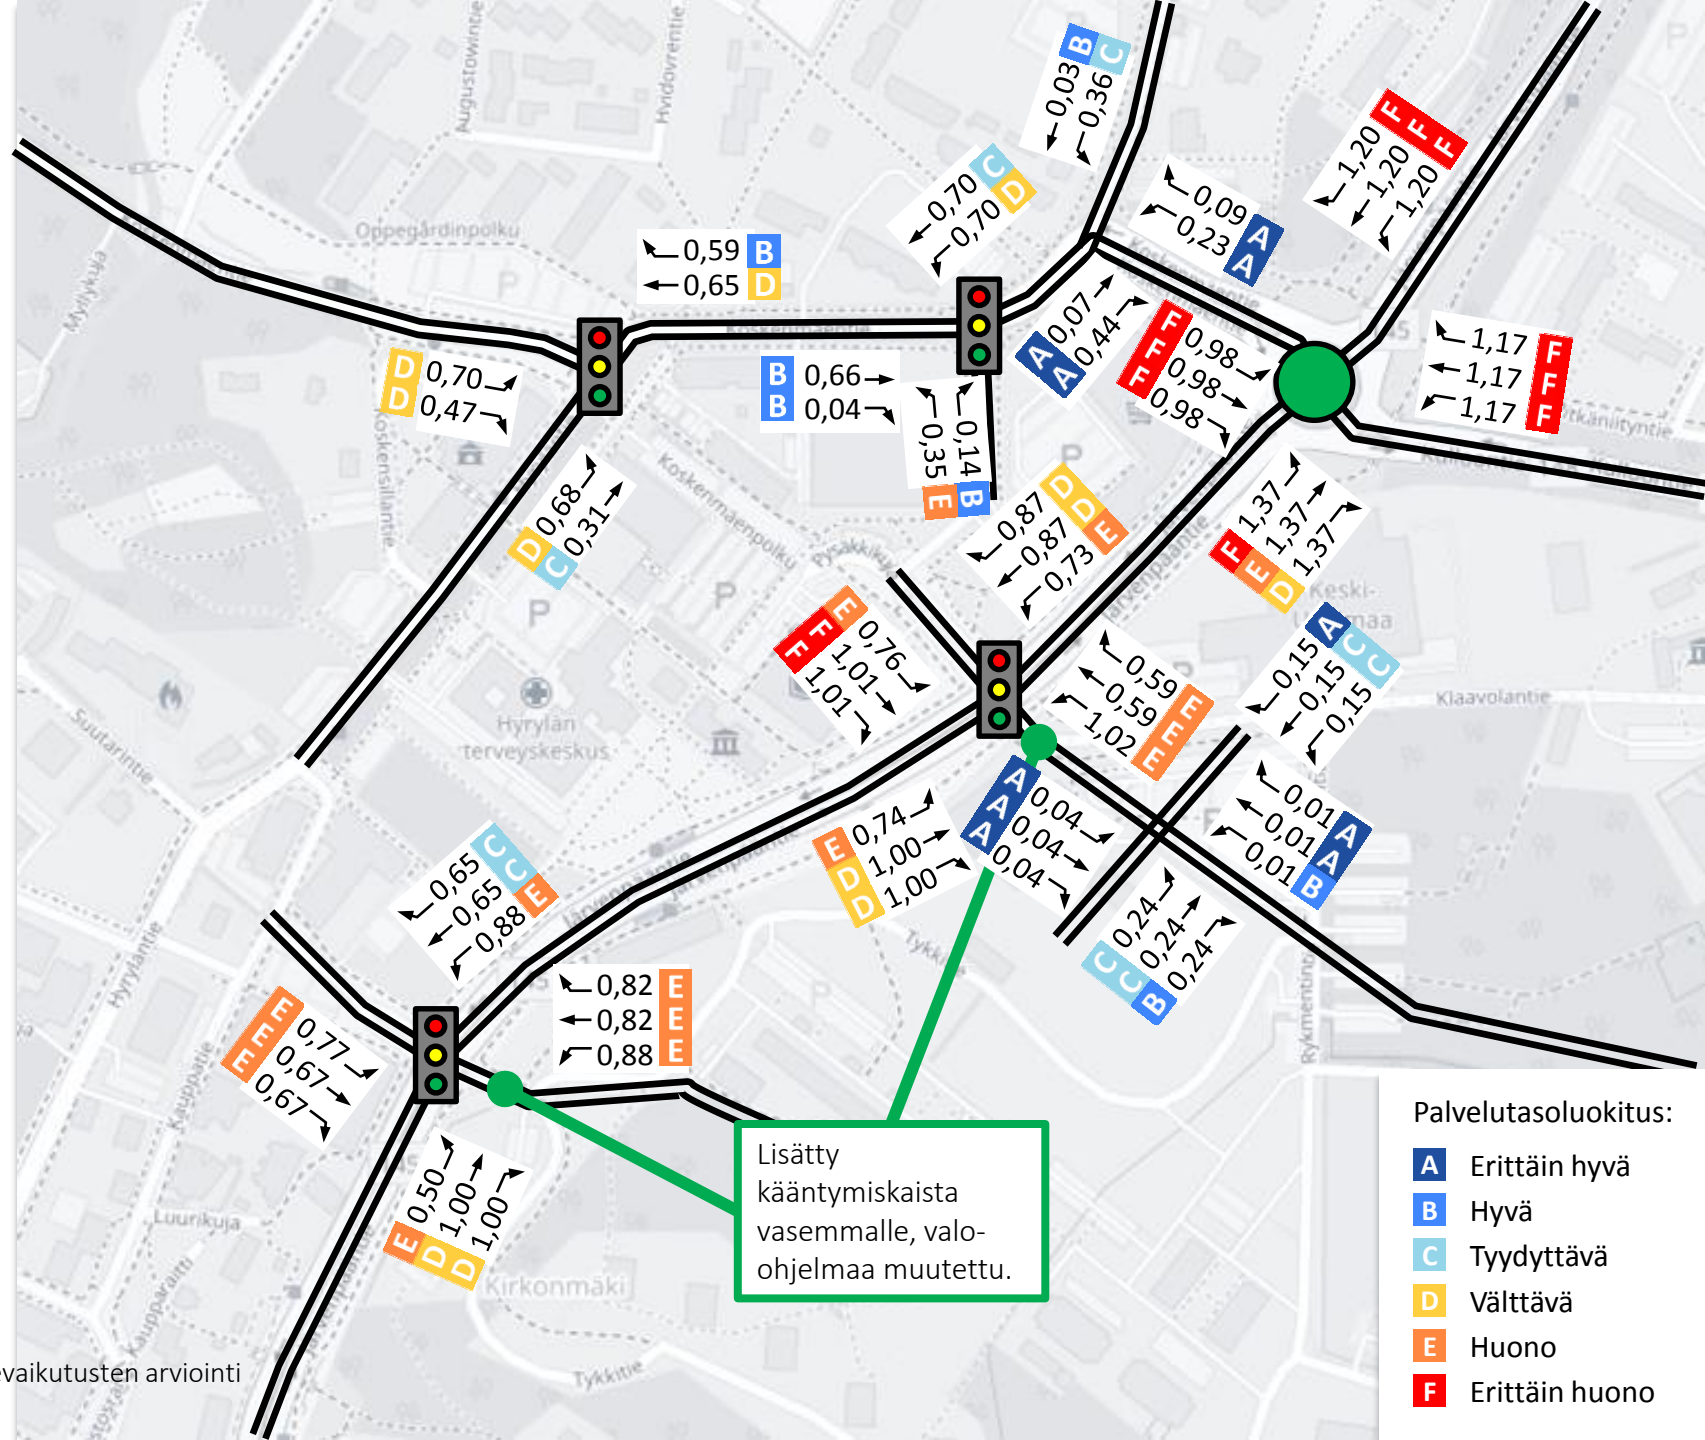 B C
0,03
0,36
F F F
1,20
1,20
1,20
C D
0,70
0,70
0,09 A
0,23 A
0,59 B
0,65 D
A 0,07
A 0,44
F 0,98
F 0,98
F 0,98
1,17 F
1,17 F
1,17 F
D 0,70
D 0,47
B 0,66
B 0,04
0,35 E
0,14 B
D D E
0,87
0,87
0,73
F 1,37
E 1,37
D 1,37
D 0,68
C 0,31
E 0,76
F 1,01
F 1,01
0,59 E
0,59 E
1,02 E
A C C
0,15
0,15
0,15
A 0,04
A 0,04
A 0,04
0,01 A
0,01 A
0,01 B
E 0,74
D 1,00
D 1,00
C 0,24
C 0,24
B 0,24
C C E
0,65
0,65
0,88
0,82 E
0,82 E
0,88 E
E 0,77
E 0,67
E 0,67
E 0,50
D 1,00
D 1,00
Augustowintie
Hvidovrentie
Myllykuja
Oppegårdinpolku
Koskenmaentie
Koskensillantie
Koskenmäenpolku
Klaavolantie
Hyrylän
terveyskeskus
Suutarintie
Hyryläntie
Kauppatie
Luurikuja
Kirkonmäki
Tykkitie
P
P
P
Lisätty
kääntymiskaista
vasemmalle, valo-
ohjelmaa muutettu.
Palvelutasoluokitus:
A Erittäin hyvä
B Hyvä
C Tyydyttävä
D Välttävä
E Huono
F Erittäin huono
evaikutusten arviointi